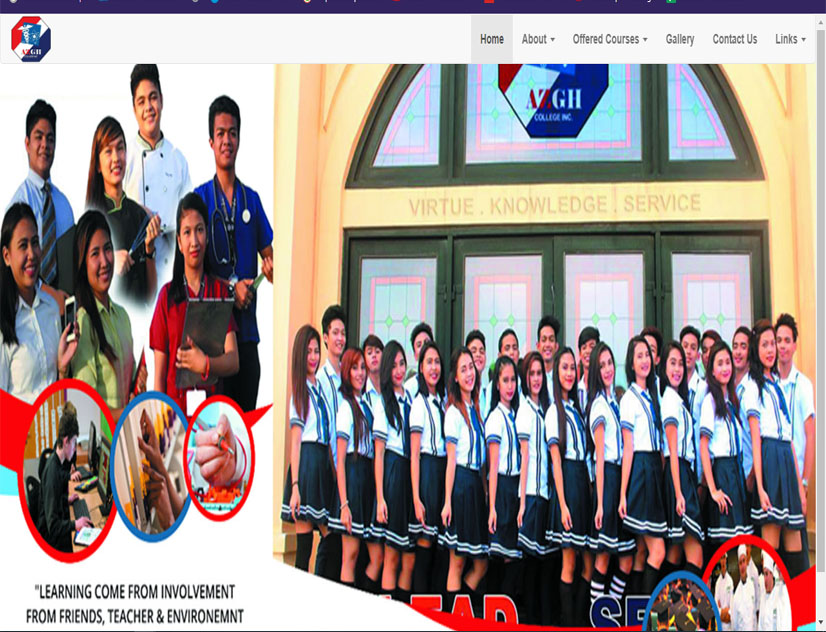 AZGH
Home
About
Offered Courses
Gallery
Contact Us
Links
AZGH
COLLEGE INC.
VIRTUE . KNOWLEDGE . SERVICE
"LEARNING COME FROM INVOLVEMENT
FROM FRIENDS, TEACHER & ENVIRONEMNT